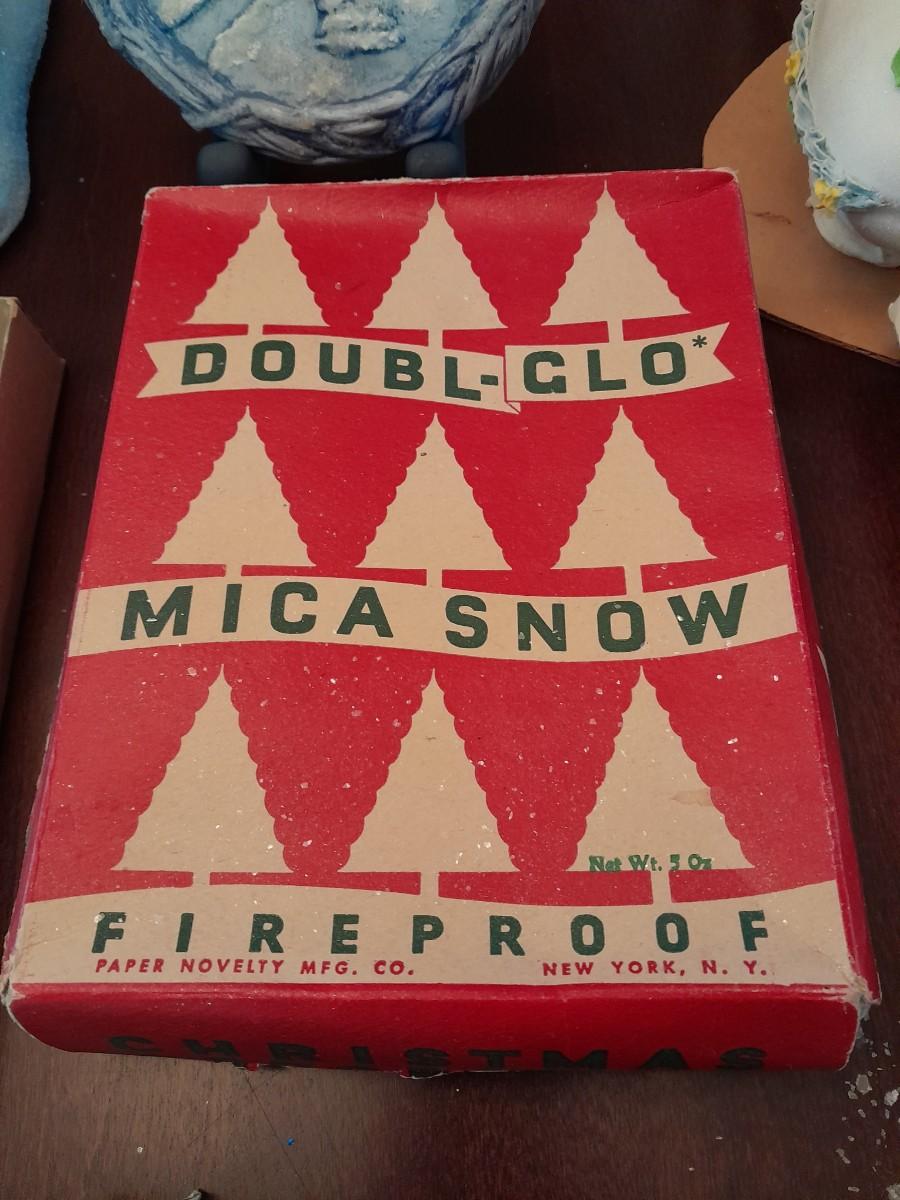 DOUBL-GLO*
MICA SNOW
Net Wt. 5 Oz
FIREPROOF
PAPER NOVELTY MFG. CO. NEW YORK, N. Y.
CHRISTMAS